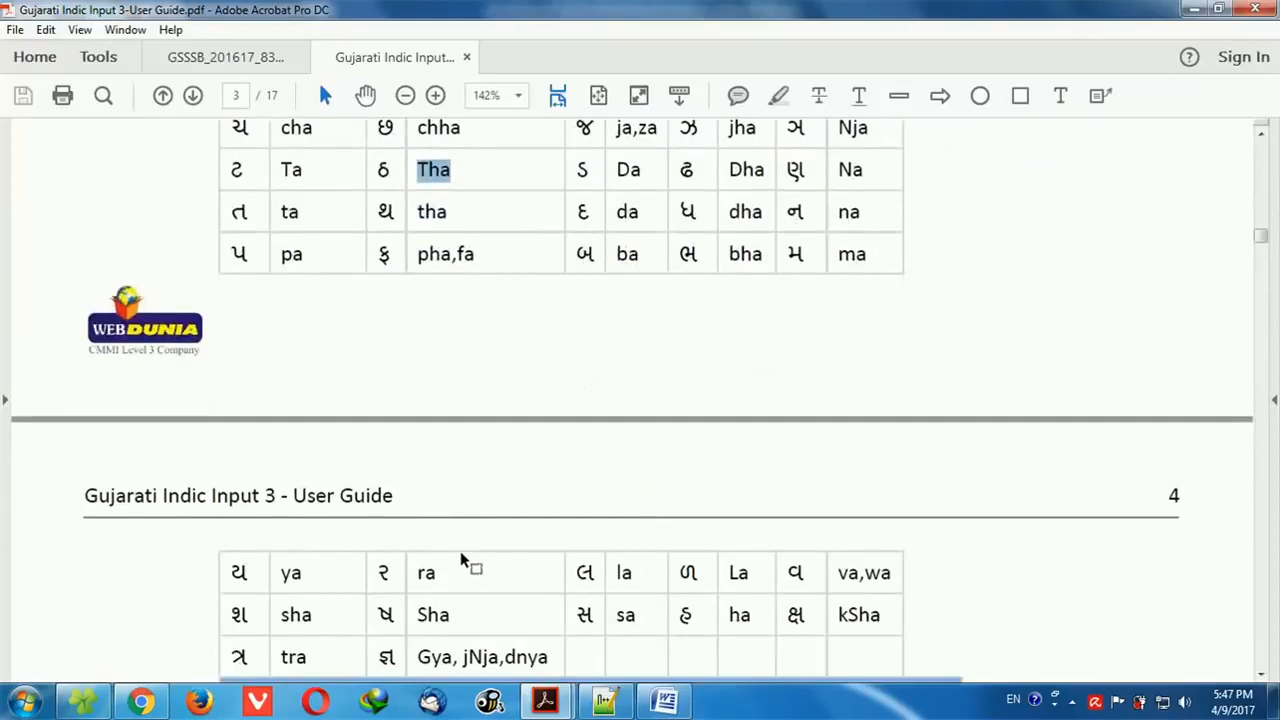 Gujarati Indic Input 3-User Guide.pdf - Adobe Acrobat Pro DC
File Edit View Window Help
Home Tools GSSSB_201617_83... Gujarati Indic Input... × Sign In
3 / 17 142%
ચ cha છ chha જ ja,za ઝ jha ઞ Nja
ટ Ta ઠ Tha ડ Da ઢ Dha ણ Na
ત ta થ tha દ da ધ dha ન na
પ pa ફ pha,fa બ ba ભ bha મ ma
WEBDUNIA
CMMI Level 3 Company
Gujarati Indic Input 3 - User Guide 4
ય ya ર ra લ la ળ La વ va,wa
શ sha ષ Sha સ sa હ ha ક્ષ kSha
ત્ર tra જ્ઞ Gya, jNja,dnya
EN 5:47 PM
4/9/2017